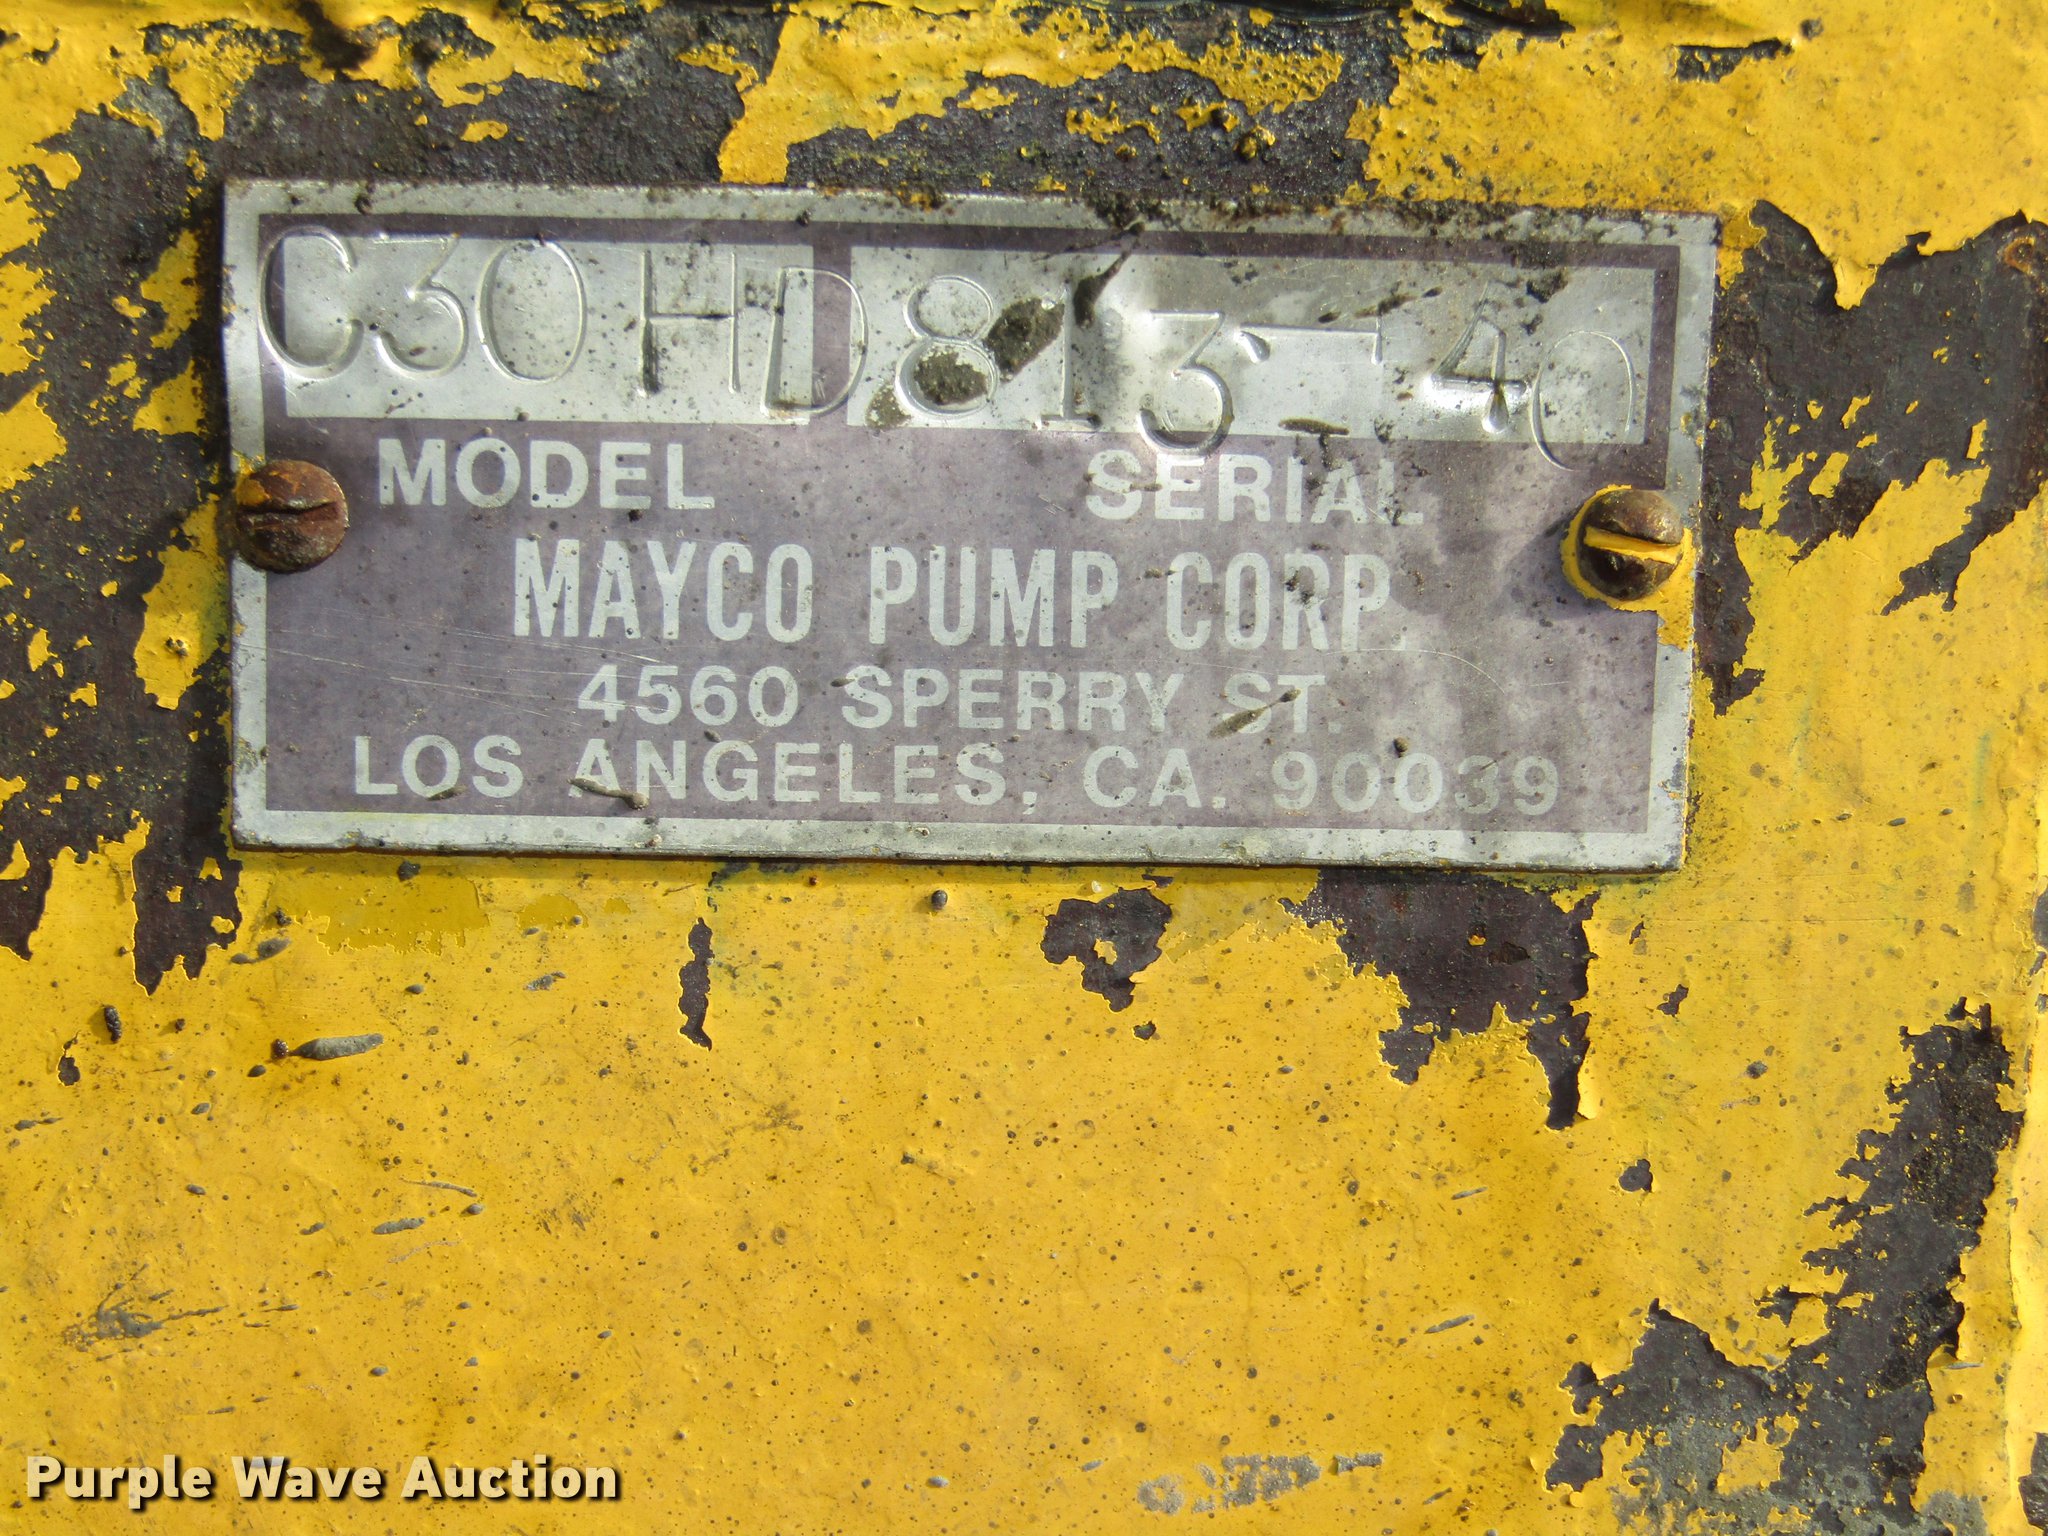 C30HD 813-40
MODEL SERIAL
MAYCO PUMP CORP.
4560 SPERRY ST.
LOS ANGELES, CA. 90039
Purple Wave Auction